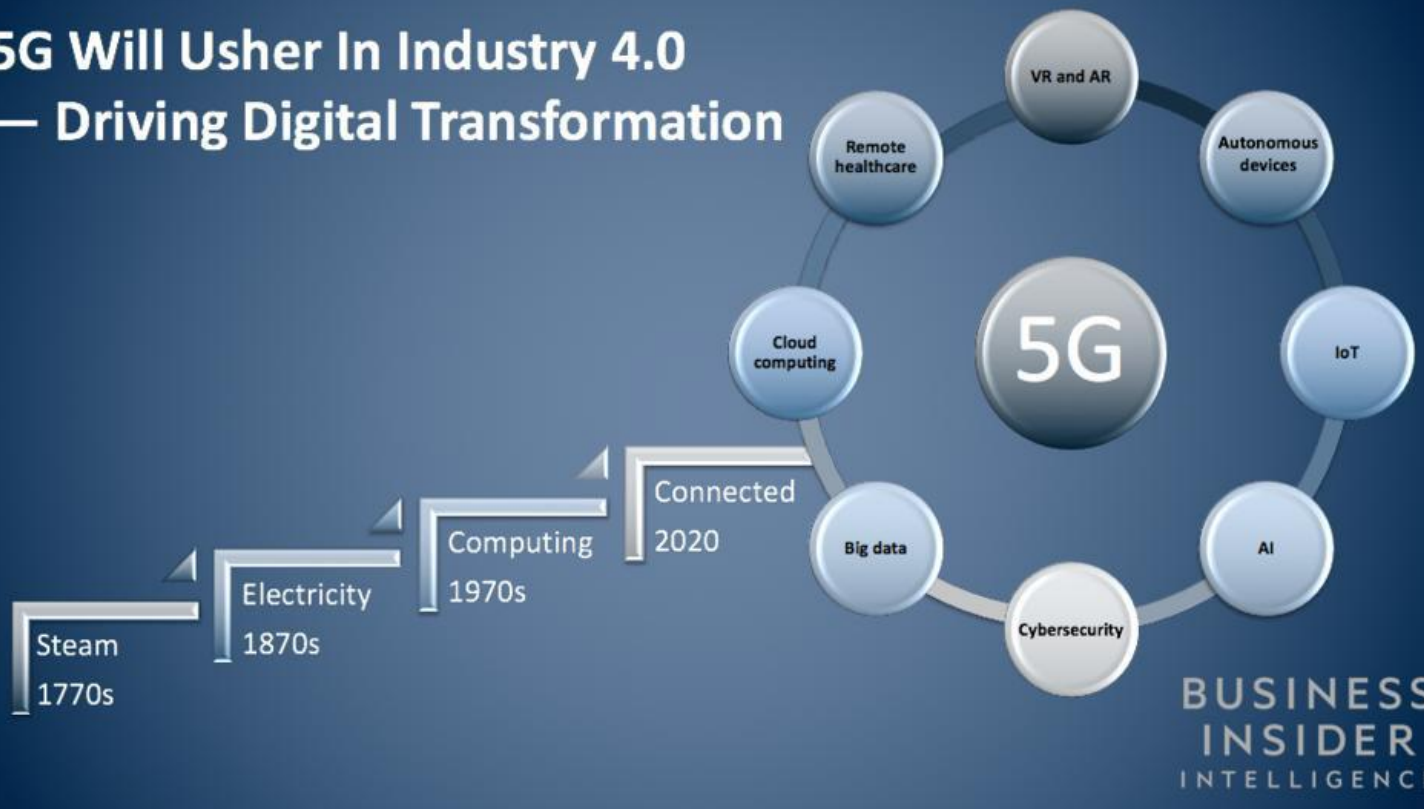 5G Will Usher In Industry 4.0
— Driving Digital Transformation
VR and AR
Remote
healthcare
Autonomous
devices
5G
Cloud
computing
IoT
Connected
2020
Computing
1970s
Big data
AI
Electricity
1870s
Cybersecurity
Steam
1770s
BUSINESS
INSIDER
INTELLIGENC